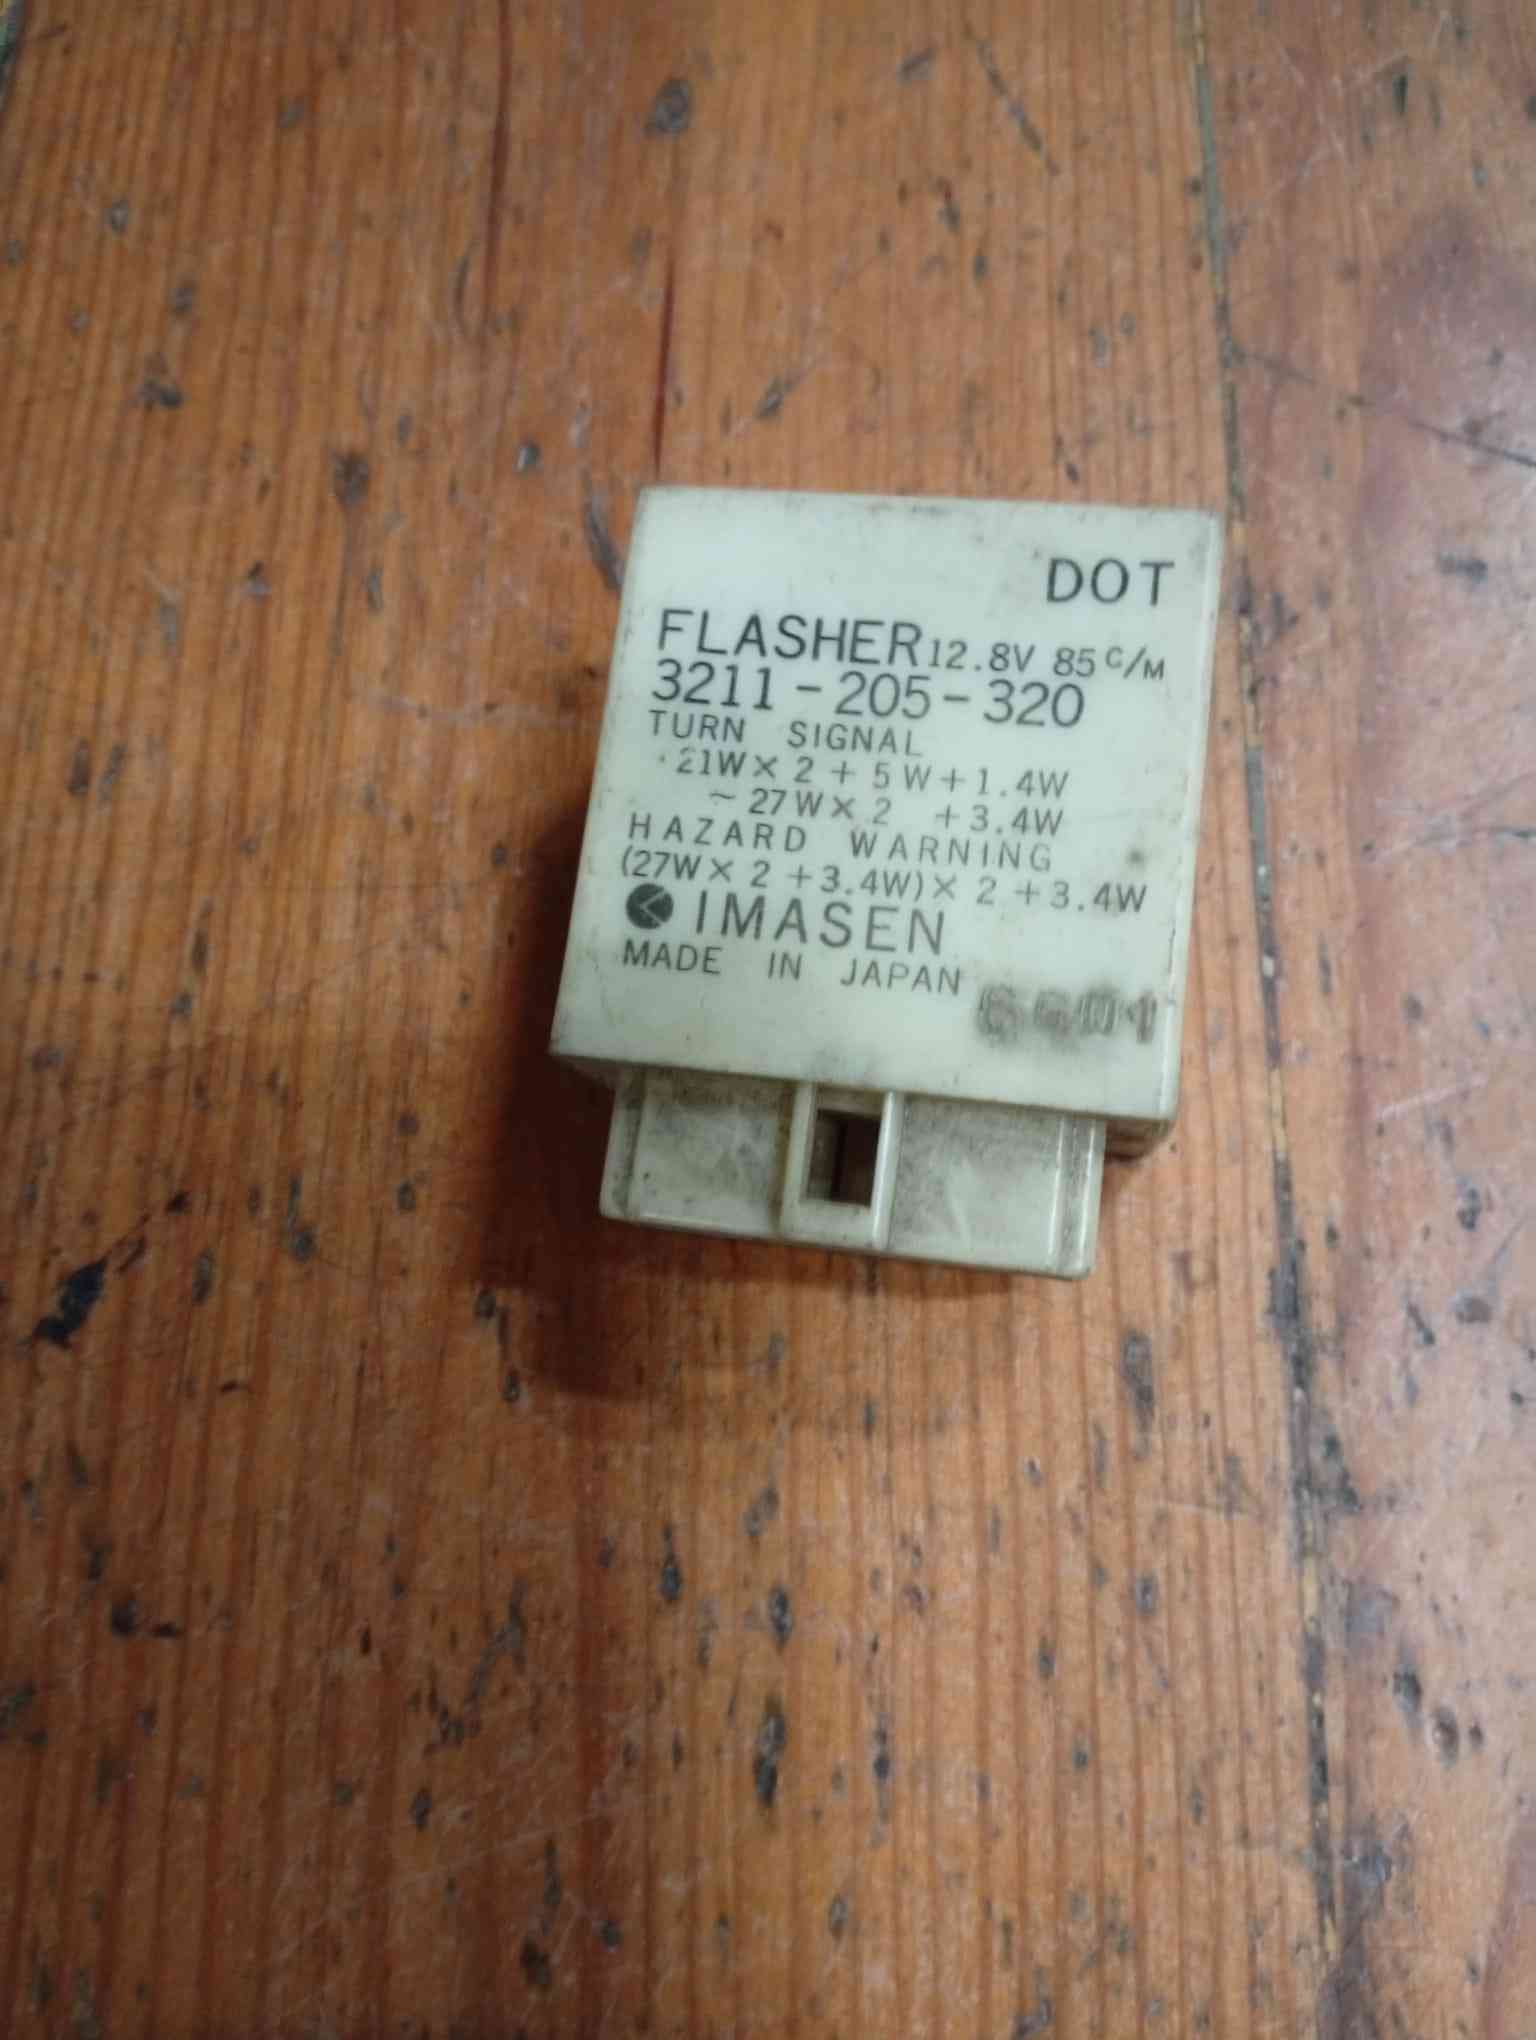 DOT
FLASHER 12.8V 85 C/M
3211-205-320
TURN SIGNAL
21W×2+5W+1.4W
~27W×2 +3.4W
HAZARD WARNING
(27W×2+3.4W)×2+3.4W
IMASEN
MADE IN JAPAN